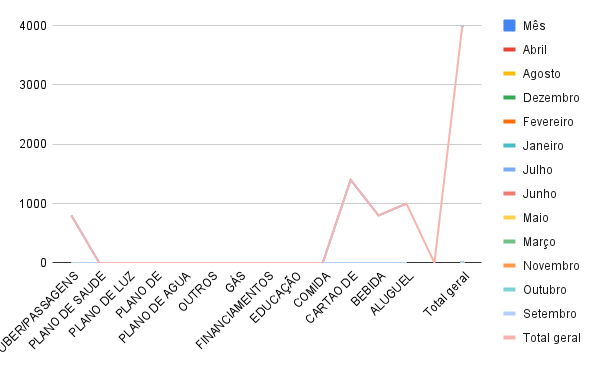 4000
3000
2000
1000
0
UBER/PASSAGENS
PLANO DE SAUDE
PLANO DE LUZ
PLANO DE
PLANO DE AGUA
OUTROS
GÁS
FINANCIAMENTOS
EDUCAÇÃO
COMIDA
CARTAO DE
BEBIDA
ALUGUEL
Total geral
Mês
Abril
Agosto
Dezembro
Fevereiro
Janeiro
Julho
Junho
Maio
Março
Novembro
Outubro
Setembro
Total geral